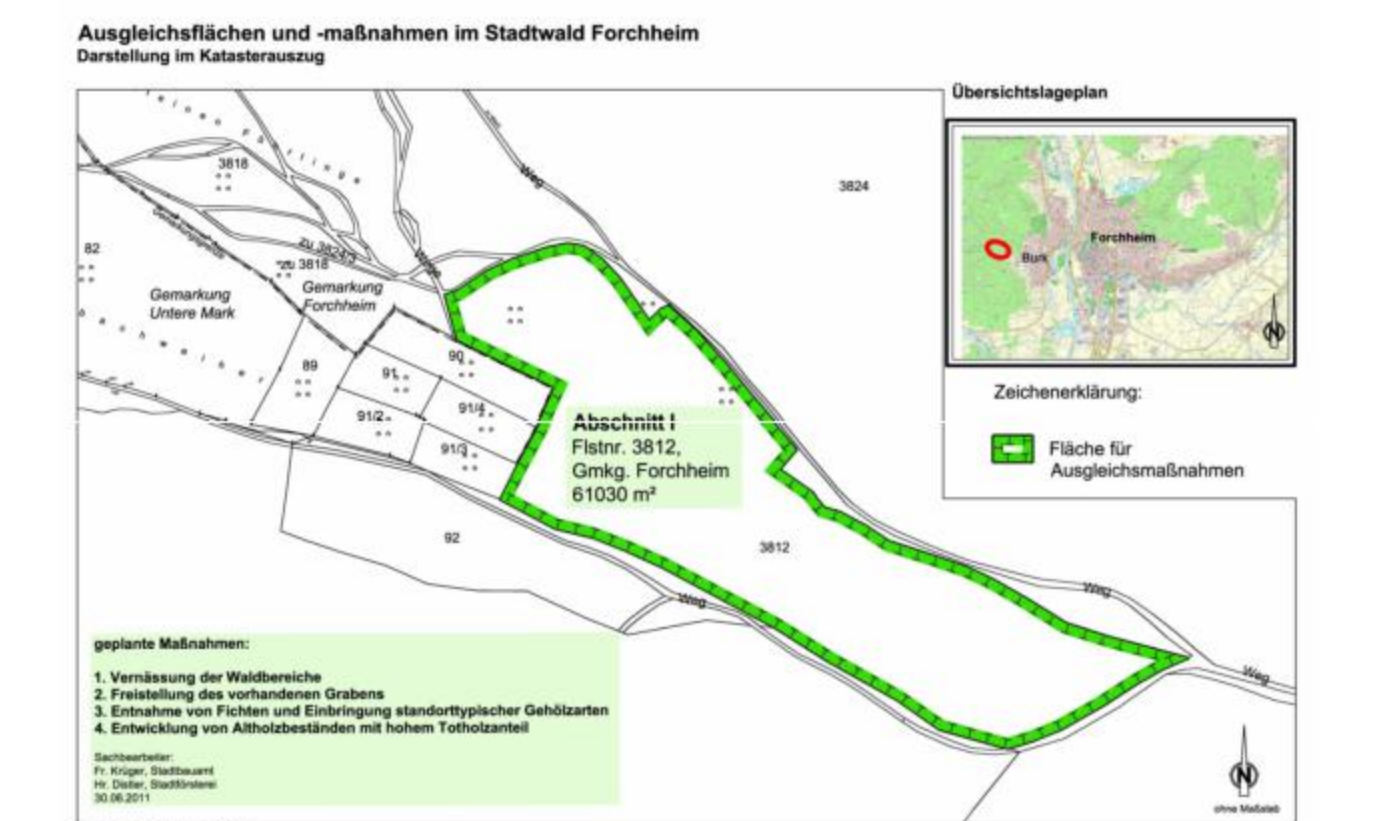 Ausgleichsflächen und -maßnahmen im Stadtwald Forchheim
Darstellung im Katasterauszug
Übersichtslageplan
Forchheim
Burk
Zeichenerklärung:
Fläche für
Ausgleichsmaßnahmen
Weg
3824
3818
zu 3824/3
zu 3818
82
Gemarkung
Untere Mark
Gemarkung
Forchheim
89
90
91
91/2
91/4
91/3
92
Abschnitt I
Flstnr. 3812,
Gmkg. Forchheim
61030 m²
3812
Weg
Weg
Weg
geplante Maßnahmen:
1. Vernässung der Waldbereiche
2. Freistellung des vorhandenen Grabens
3. Entnahme von Fichten und Einbringung standorttypischer Gehölzarten
4. Entwicklung von Altholzbeständen mit hohem Totholzanteil
Sachbearbeiter:
Fr. Krüger, Stadtbauamt
Hr. Distler, Stadtförsterei
30.06.2011
N
N
ohne Maßstab